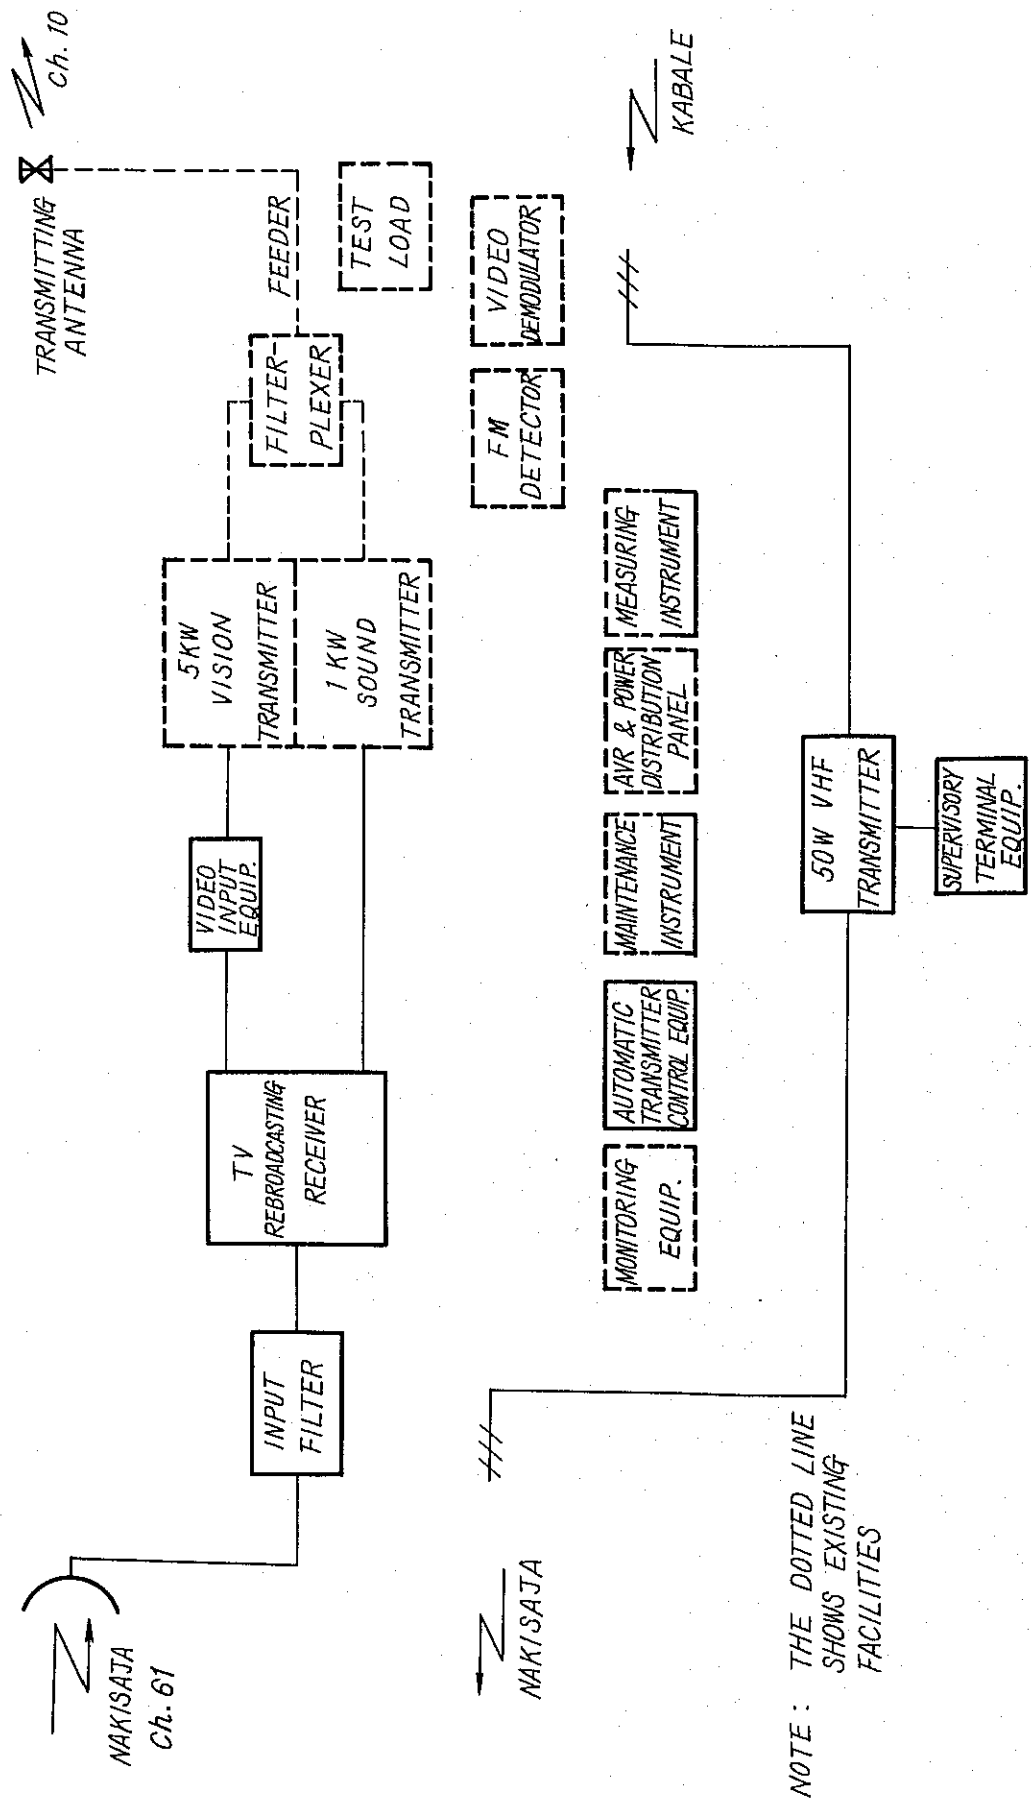 NAKISAJA
Ch. 61
INPUT
FILTER
TV
REBROADCASTING
RECEIVER
VIDEO
INPUT
EQUIP.
5KW
VISION
TRANSMITTER
1 KW
SOUND
TRANSMITTER
FILTER-
PLEXER
FEEDER
TRANSMITTING
ANTENNA
Ch. 10
TEST
LOAD
FM
DETECTOR
VIDEO
DEMODULATOR
MONITORING
EQUIP.
AUTOMATIC
TRANSMITTER
CONTROL EQUIP.
MAINTENANCE
INSTRUMENT
AVR & POWER
DISTRIBUTION
PANEL
MEASURING
INSTRUMENT
NAKISAJA
KABALE
50W VHF
TRANSMITTER
SUPERVISORY
TERMINAL
EQUIP.
NOTE : THE DOTTED LINE
SHOWS EXISTING
FACILITIES